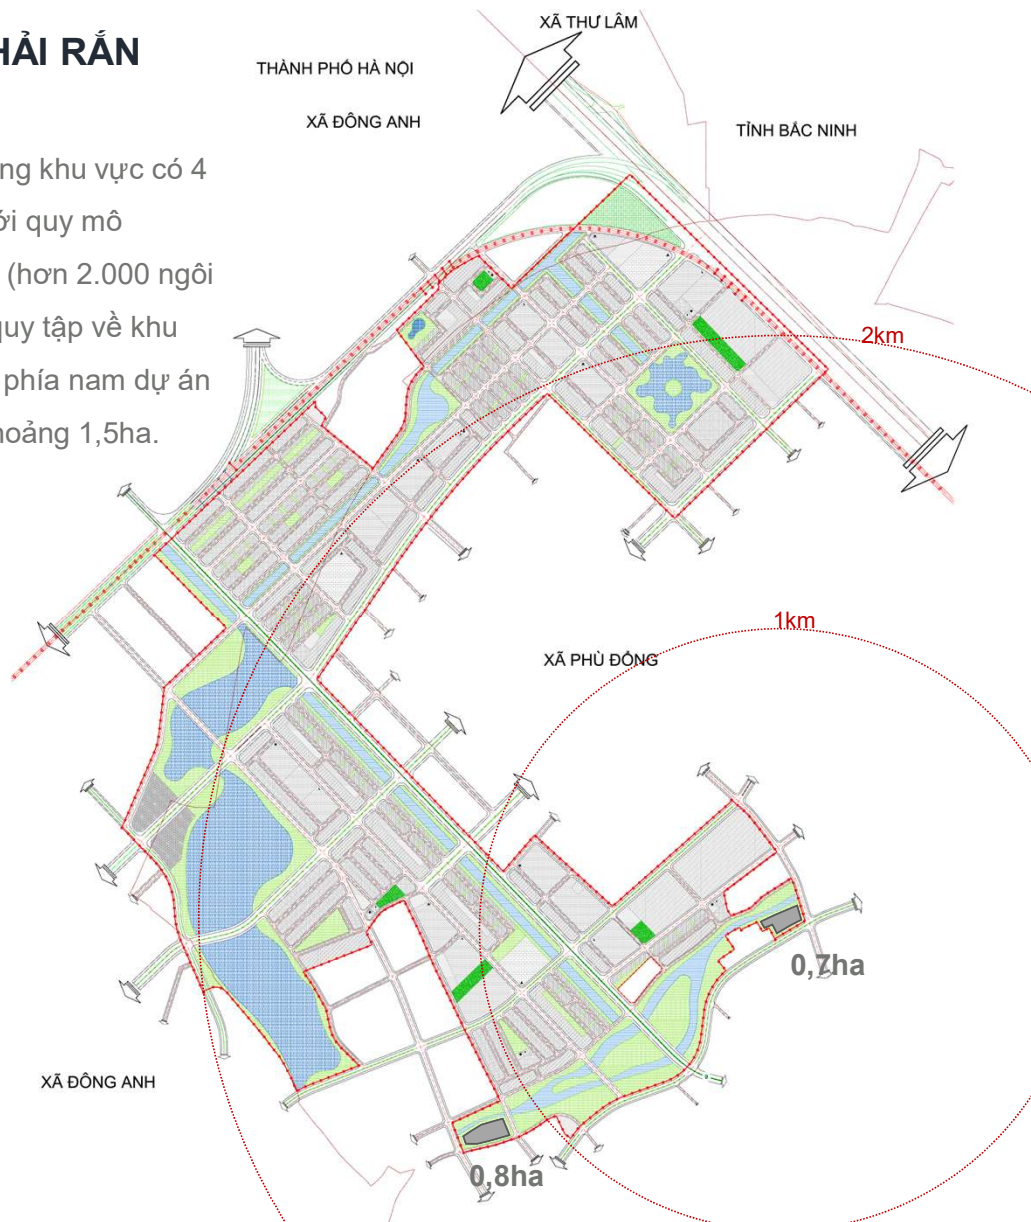 HẢI RẮN
XÃ THƯ LÂM
THÀNH PHỐ HÀ NỘI
XÃ ĐÔNG ANH
TỈNH BẮC NINH
ng khu vực có 4
ới quy mô
(hơn 2.000 ngôi
quy tập về khu
phía nam dự án
hoảng 1,5ha.
2km
1km
XÃ PHÙ ĐỔNG
0,7ha
XÃ ĐÔNG ANH
0,8ha